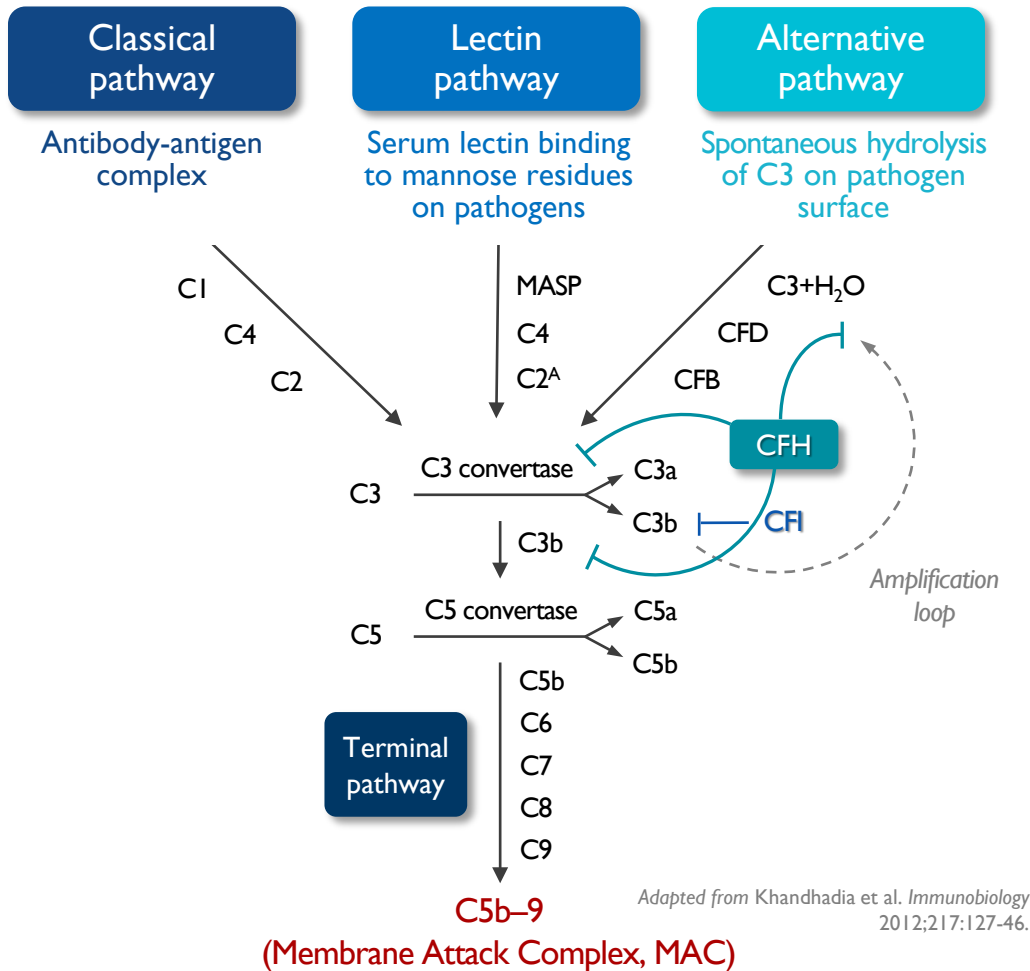 Classical
pathway
Lectin
pathway
Alternative
pathway
Antibody-antigen
complex
Serum lectin binding
to mannose residues
on pathogens
Spontaneous hydrolysis
of C3 on pathogen
surface
C1
C4
C2
MASP
C4
C2ᴬ
C3+H₂O
CFD
CFB
CFH
C3 convertase
C3
C3a
C3b
CFI
C3b
Amplification
loop
C5 convertase
C5
C5a
C5b
C5b
C6
C7
C8
C9
Terminal
pathway
C5b–9
(Membrane Attack Complex, MAC)
Adapted from Khandhadia et al. Immunobiology
2012;217:127-46.